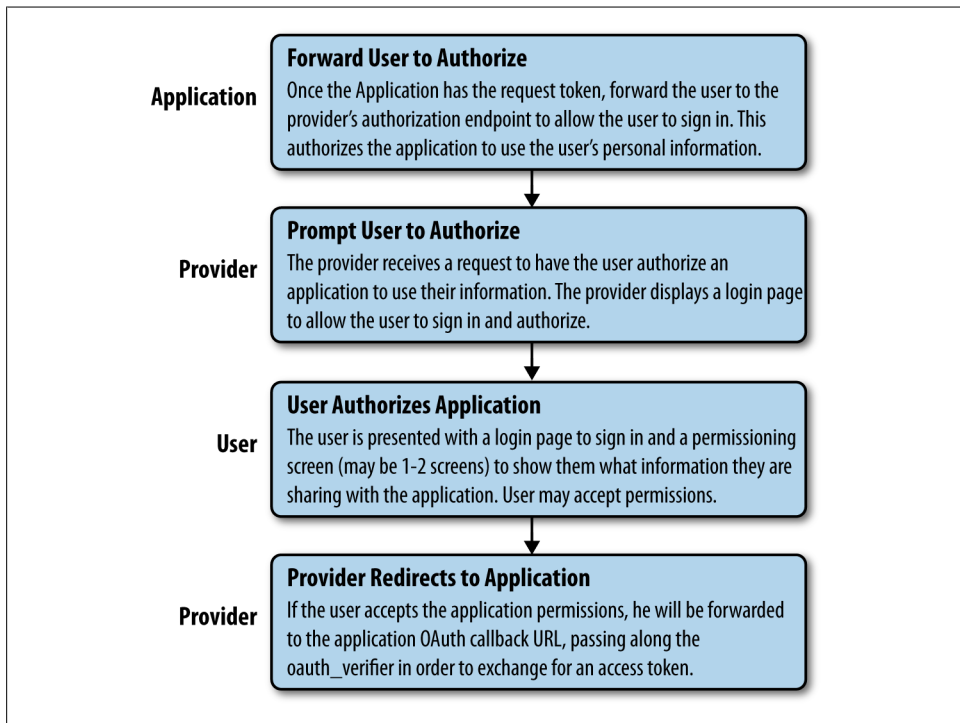 Forward User to Authorize
Application
Once the Application has the request token, forward the user to the
provider's authorization endpoint to allow the user to sign in. This
authorizes the application to use the user's personal information.
Prompt User to Authorize
Provider
The provider receives a request to have the user authorize an
application to use their information. The provider displays a login page
to allow the user to sign in and authorize.
User Authorizes Application
User
The user is presented with a login page to sign in and a permissioning
screen (may be 1-2 screens) to show them what information they are
sharing with the application. User may accept permissions.
Provider Redirects to Application
Provider
If the user accepts the application permissions, he will be forwarded
to the application OAuth callback URL, passing along the
oauth_verifier in order to exchange for an access token.